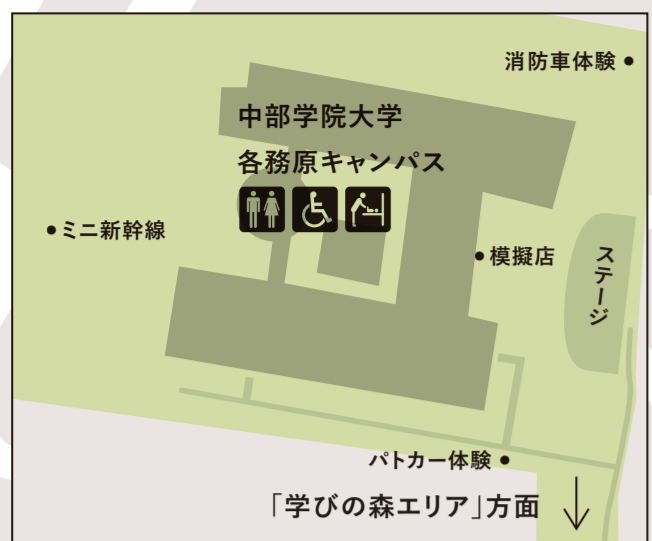 消防車体験
中部学院大学
各務原キャンパス
ミニ新幹線
模擬店
ステージ
パトカー体験
「学びの森エリア」方面